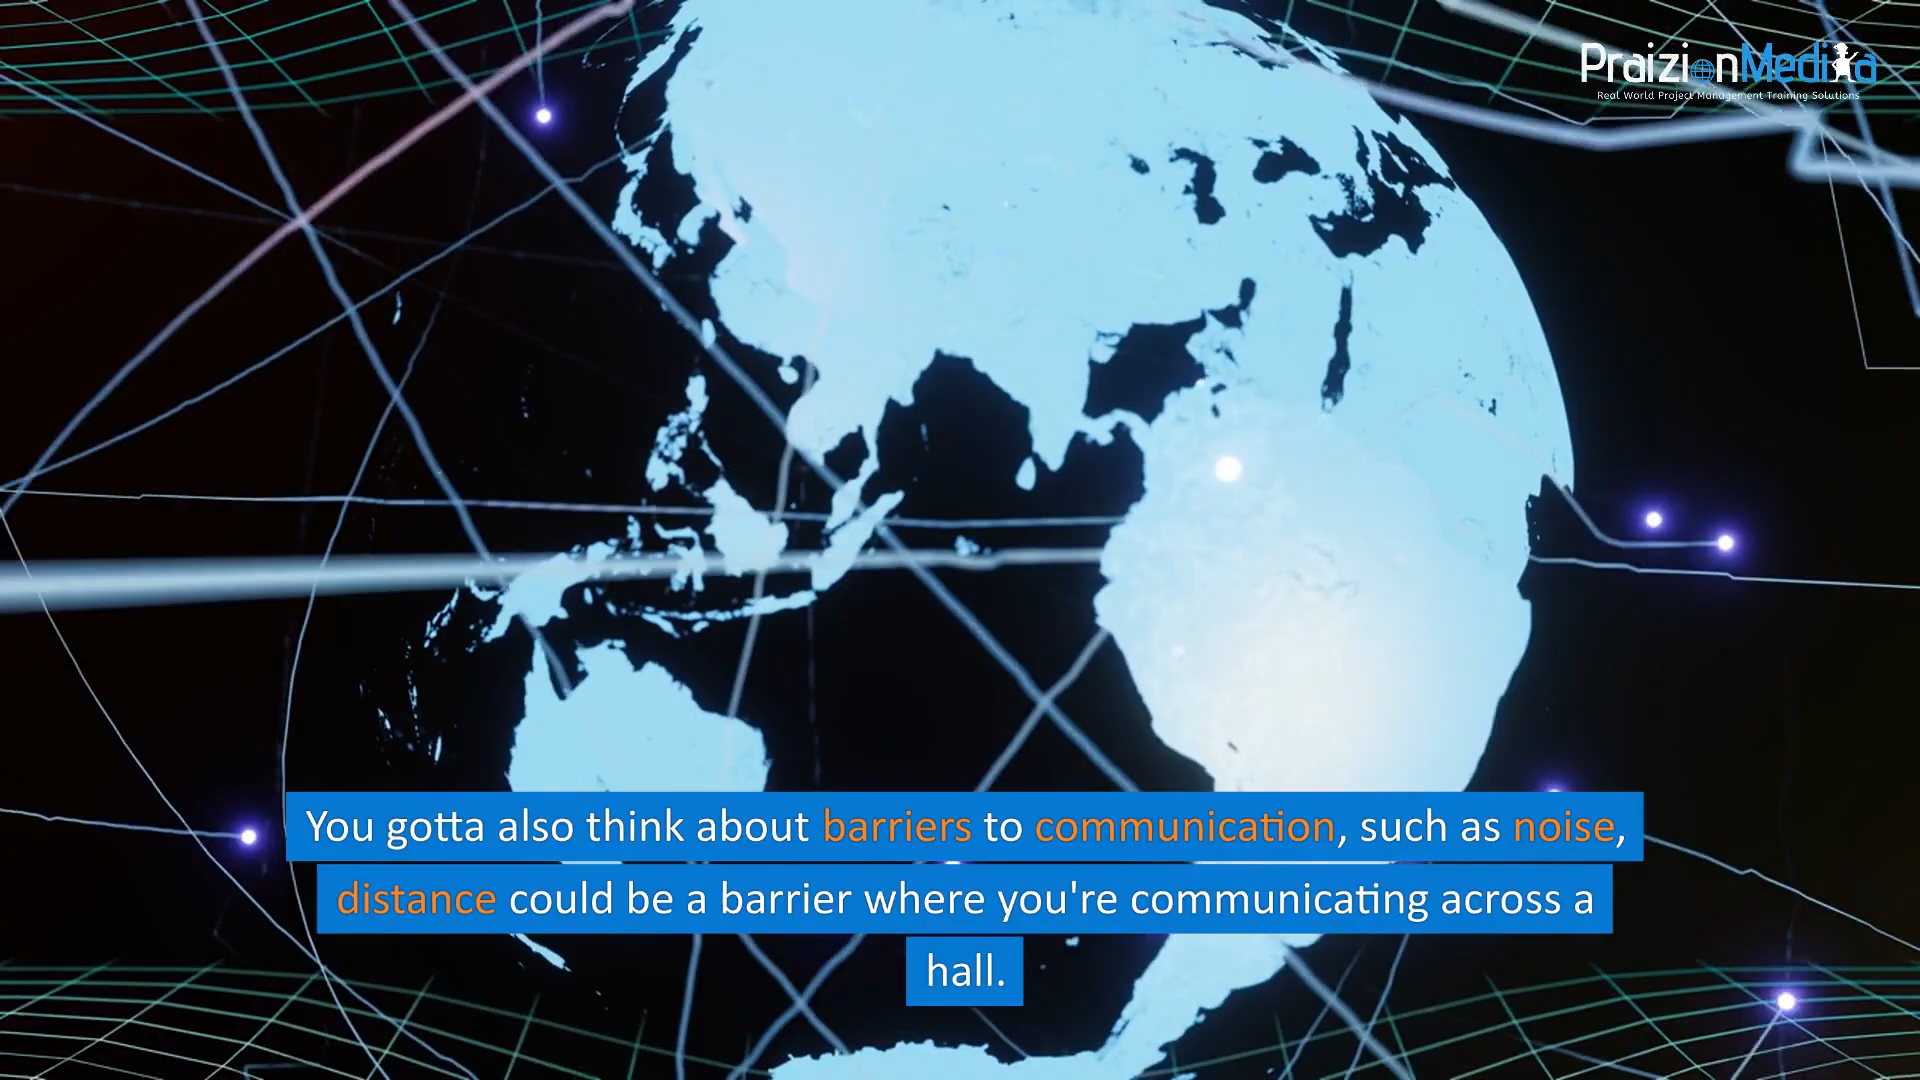 PraizionMedia
Real World Project Management Training Solutions
You gotta also think about barriers to communication, such as noise,
distance could be a barrier where you're communicating across a
hall.